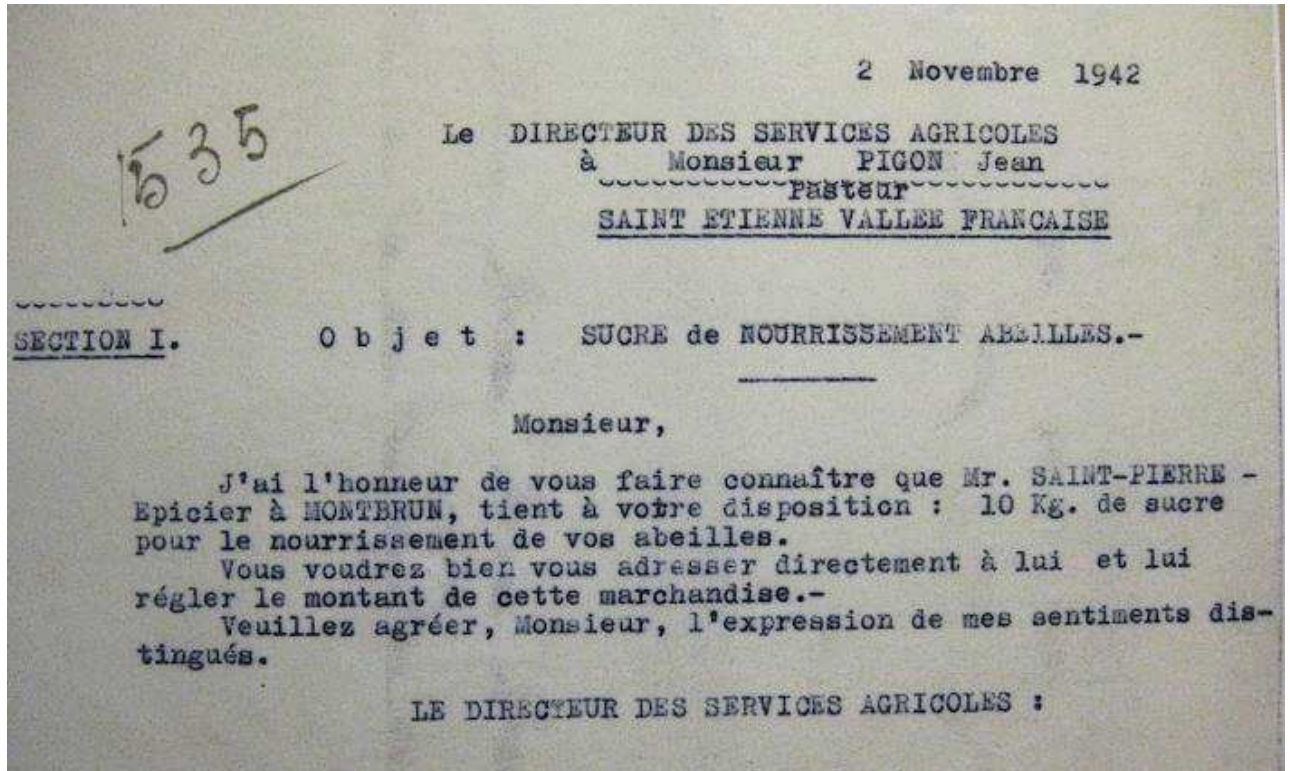 2 Novembre 1942
535
Le DIRECTEUR DES SERVICES AGRICOLES
à Monsieur PIGON Jean
Pasteur
SAINT ETIENNE VALLEE FRANCAISE
SECTION I. Objet : SUCRE de NOURRISSEMENT ABEILLES.-
Monsieur,
J'ai l'honneur de vous faire connaître que Mr. SAINT-PIERRE -
Epicier à MONTBRUN, tient à votre disposition : 10 Kg. de sucre
pour le nourrissement de vos abeilles.
Vous voudrez bien vous adresser directement à lui et lui
régler le montant de cette marchandise.-
Veuillez agréer, Monsieur, l'expression de mes sentiments dis-
tingués.
LE DIRECTEUR DES SERVICES AGRICOLES :